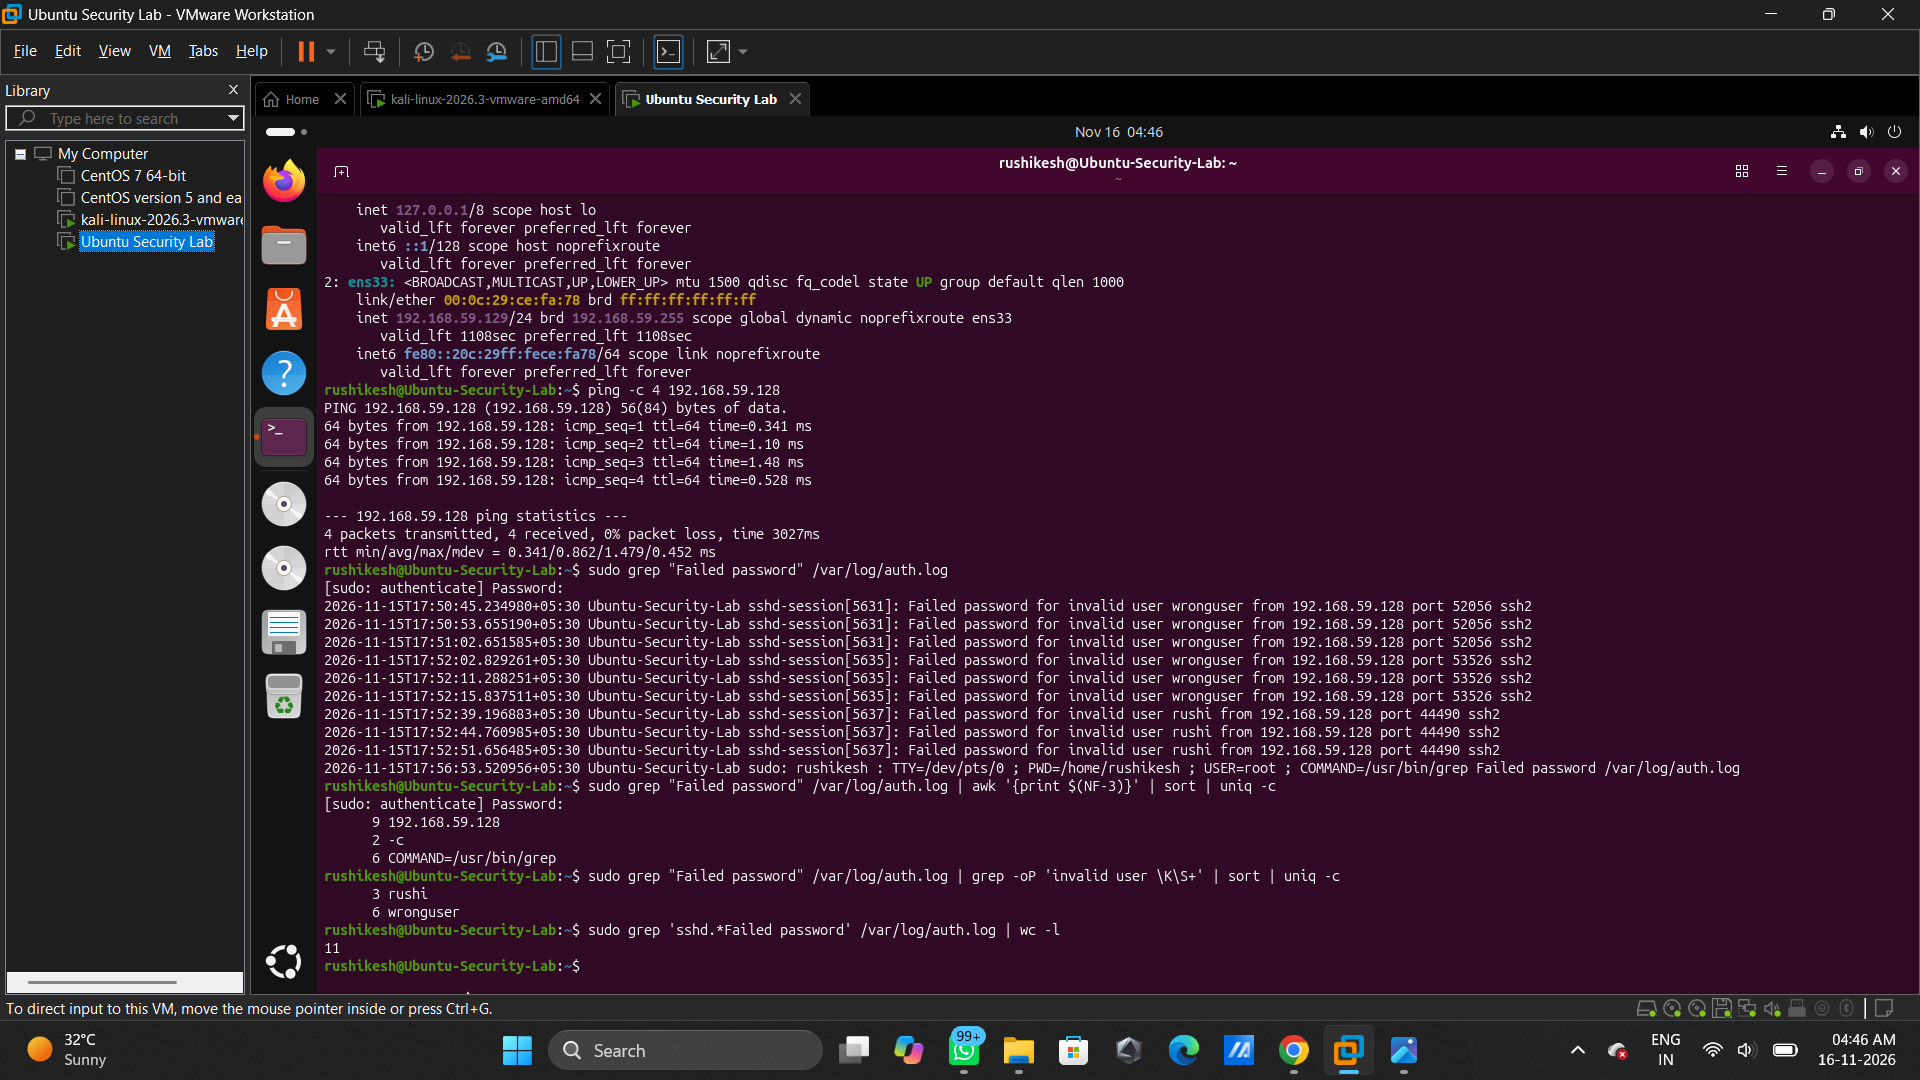 Ubuntu Security Lab - VMware Workstation
File Edit View VM Tabs Help
Library
Type here to search
My Computer
CentOS 7 64-bit
CentOS version 5 and ea
kali-linux-2026.3-vmware
Ubuntu Security Lab
Home
kali-linux-2026.3-vmware-amd64
Ubuntu Security Lab
Nov 16 04:46
rushikesh@Ubuntu-Security-Lab: ~
~
inet 127.0.0.1/8 scope host lo
valid_lft forever preferred_lft forever
inet6 ::1/128 scope host noprefixroute
valid_lft forever preferred_lft forever
2: ens33: <BROADCAST,MULTICAST,UP,LOWER_UP> mtu 1500 qdisc fq_codel state UP group default qlen 1000
link/ether 00:0c:29:ce:fa:78 brd ff:ff:ff:ff:ff:ff
inet 192.168.59.129/24 brd 192.168.59.255 scope global dynamic noprefixroute ens33
valid_lft 1108sec preferred_lft 1108sec
inet6 fe80::20c:29ff:fece:fa78/64 scope link noprefixroute
valid_lft forever preferred_lft forever
rushikesh@Ubuntu-Security-Lab:~$ ping -c 4 192.168.59.128
PING 192.168.59.128 (192.168.59.128) 56(84) bytes of data.
64 bytes from 192.168.59.128: icmp_seq=1 ttl=64 time=0.341 ms
64 bytes from 192.168.59.128: icmp_seq=2 ttl=64 time=1.10 ms
64 bytes from 192.168.59.128: icmp_seq=3 ttl=64 time=1.48 ms
64 bytes from 192.168.59.128: icmp_seq=4 ttl=64 time=0.528 ms
--- 192.168.59.128 ping statistics ---
4 packets transmitted, 4 received, 0% packet loss, time 3027ms
rtt min/avg/max/mdev = 0.341/0.862/1.479/0.452 ms
rushikesh@Ubuntu-Security-Lab:~$ sudo grep "Failed password" /var/log/auth.log
[sudo: authenticate] Password:
2026-11-15T17:50:45.234980+05:30 Ubuntu-Security-Lab sshd-session[5631]: Failed password for invalid user wronguser from 192.168.59.128 port 52056 ssh2
2026-11-15T17:50:53.655190+05:30 Ubuntu-Security-Lab sshd-session[5631]: Failed password for invalid user wronguser from 192.168.59.128 port 52056 ssh2
2026-11-15T17:51:02.651585+05:30 Ubuntu-Security-Lab sshd-session[5631]: Failed password for invalid user wronguser from 192.168.59.128 port 52056 ssh2
2026-11-15T17:52:02.829261+05:30 Ubuntu-Security-Lab sshd-session[5635]: Failed password for invalid user wronguser from 192.168.59.128 port 53526 ssh2
2026-11-15T17:52:11.288251+05:30 Ubuntu-Security-Lab sshd-session[5635]: Failed password for invalid user wronguser from 192.168.59.128 port 53526 ssh2
2026-11-15T17:52:15.837511+05:30 Ubuntu-Security-Lab sshd-session[5635]: Failed password for invalid user wronguser from 192.168.59.128 port 53526 ssh2
2026-11-15T17:52:39.196883+05:30 Ubuntu-Security-Lab sshd-session[5637]: Failed password for invalid user rushi from 192.168.59.128 port 44490 ssh2
2026-11-15T17:52:44.760985+05:30 Ubuntu-Security-Lab sshd-session[5637]: Failed password for invalid user rushi from 192.168.59.128 port 44490 ssh2
2026-11-15T17:52:51.656485+05:30 Ubuntu-Security-Lab sshd-session[5637]: Failed password for invalid user rushi from 192.168.59.128 port 44490 ssh2
2026-11-15T17:56:53.520956+05:30 Ubuntu-Security-Lab sudo: rushikesh : TTY=/dev/pts/0 ; PWD=/home/rushikesh ; USER=root ; COMMAND=/usr/bin/grep Failed password /var/log/auth.log
rushikesh@Ubuntu-Security-Lab:~$ sudo grep "Failed password" /var/log/auth.log | awk '{print $(NF-3)}' | sort | uniq -c
[sudo: authenticate] Password:
9 192.168.59.128
2 -c
6 COMMAND=/usr/bin/grep
rushikesh@Ubuntu-Security-Lab:~$ sudo grep "Failed password" /var/log/auth.log | grep -oP 'invalid user \K\S+' | sort | uniq -c
3 rushi
6 wronguser
rushikesh@Ubuntu-Security-Lab:~$ sudo grep 'sshd.*Failed password' /var/log/auth.log | wc -l
11
rushikesh@Ubuntu-Security-Lab:~$
To direct input to this VM, move the mouse pointer inside or press Ctrl+G.
32°C
Sunny
Search
99+
ENG
IN
04:46 AM
16-11-2026